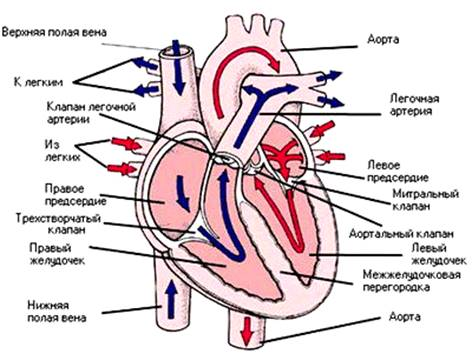 Верхняя полая вена
К легким
Клапан легочной
артерии
Из
легких
Правое
предсердие
Трехстворчатый
клапан
Правый
желудочек
Нижняя
полая вена
Аорта
Легочная
артерия
Левое
предсердие
Митральный
клапан
Аортальный клапан
Левый
желудочек
Межжелудочковая
перегородка
Аорта